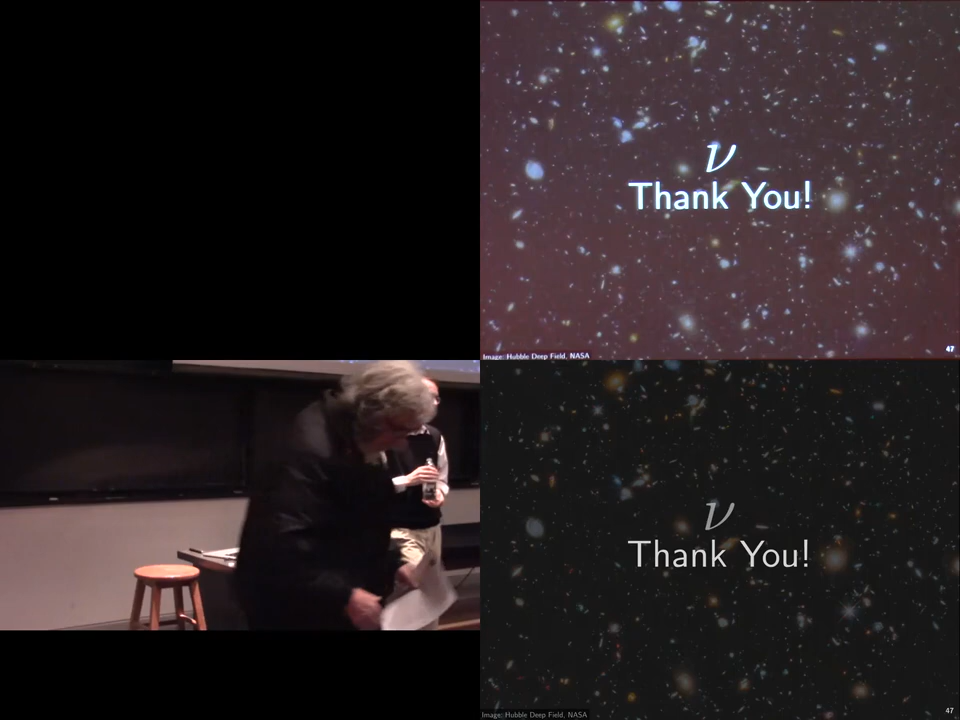 ν
Thank You!
Image: Hubble Deep Field, NASA
47
ν
Thank You!
Image: Hubble Deep Field, NASA
47